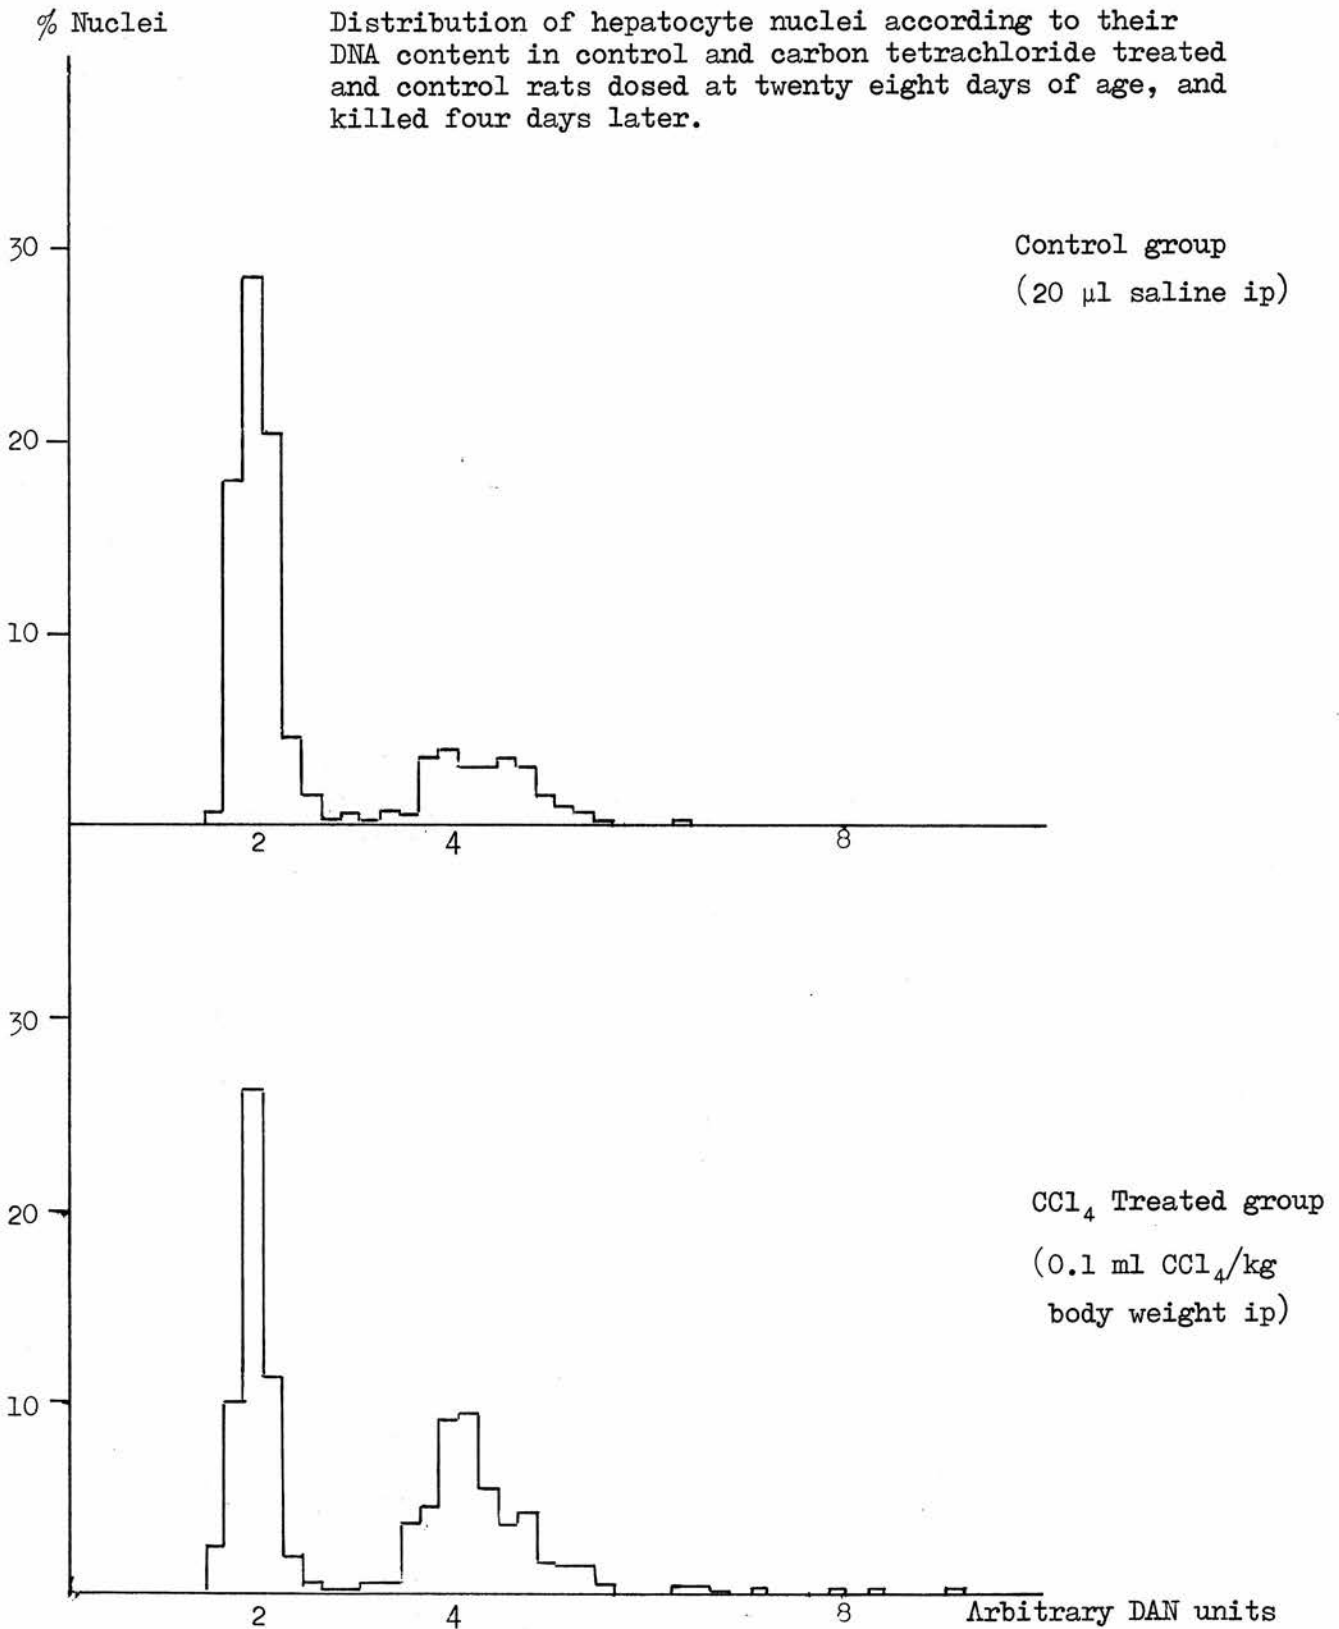 % Nuclei
Distribution of hepatocyte nuclei according to their
DNA content in control and carbon tetrachloride treated
and control rats dosed at twenty eight days of age, and
killed four days later.
30
Control group
(20 µl saline ip)
20
10
2
4
8
30
20
CCl₄ Treated group
(0.1 ml CCl₄/kg
body weight ip)
10
2
4
8
Arbitrary DAN units